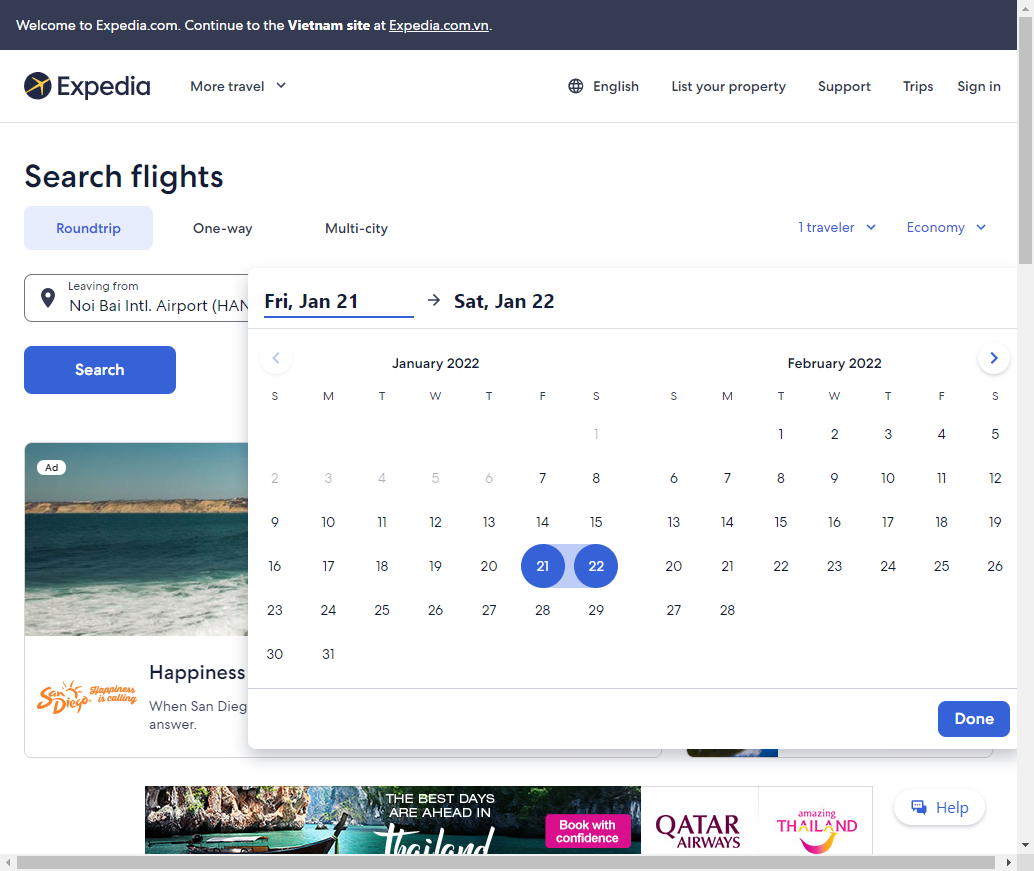 Welcome to Expedia.com. Continue to the Vietnam site at Expedia.com.vn.
Expedia
More travel
English
List your property
Support
Trips
Sign in
Search flights
Roundtrip
One-way
Multi-city
1 traveler
Economy
Leaving from
Noi Bai Intl. Airport (HAN
Fri, Jan 21
Sat, Jan 22
Search
January 2022
S M T W T F S
1
2 3 4 5 6 7 8
9 10 11 12 13 14 15
16 17 18 19 20 21 22
23 24 25 26 27 28 29
30 31
February 2022
S M T W T F S
1 2 3 4 5
6 7 8 9 10 11 12
13 14 15 16 17 18 19
20 21 22 23 24 25 26
27 28
Done
Ad
San Diego
Happiness is calling
Happiness
When San Dieg
answer.
THE BEST DAYS
ARE AHEAD IN
Thailand
Book with
confidence
QATAR
AIRWAYS
amazing
THAILAND
Help